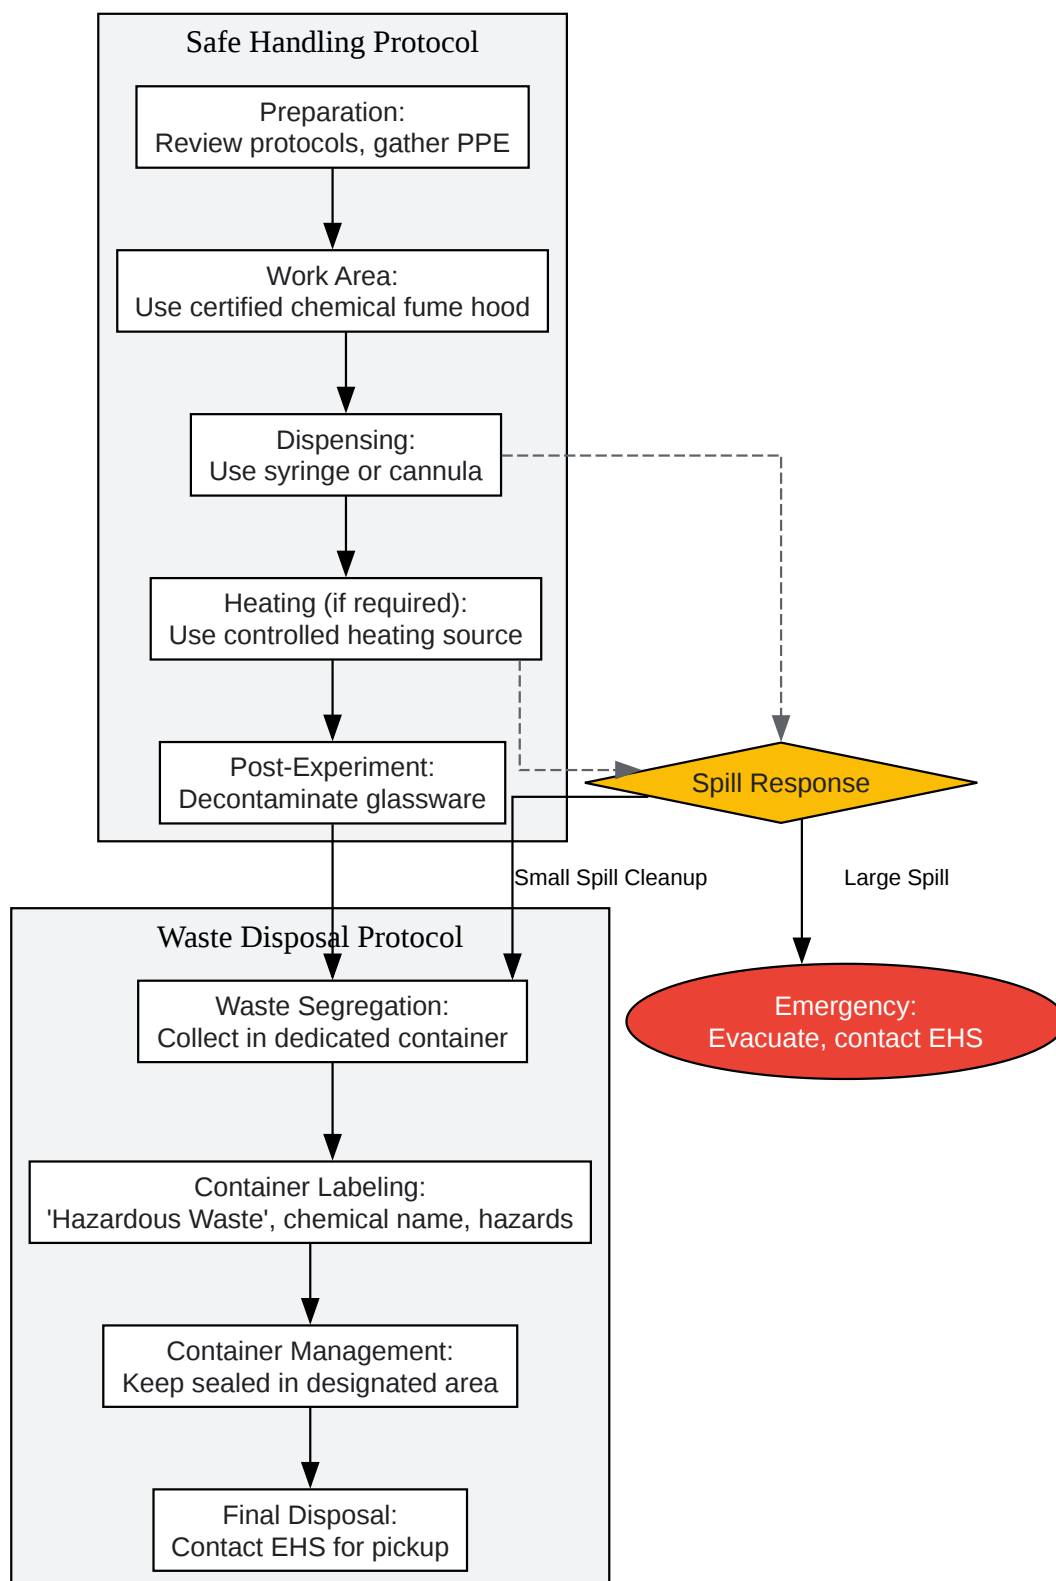 Safe Handling Protocol
Preparation:
Review protocols, gather PPE
Work Area:
Use certified chemical fume hood
Dispensing:
Use syringe or cannula
Heating (if required):
Use controlled heating source
Post-Experiment:
Decontaminate glassware
Spill Response
Small Spill Cleanup
Large Spill
Waste Disposal Protocol
Waste Segregation:
Collect in dedicated container
Emergency:
Evacuate, contact EHS
Container Labeling:
'Hazardous Waste', chemical name, hazards
Container Management:
Keep sealed in designated area
Final Disposal:
Contact EHS for pickup